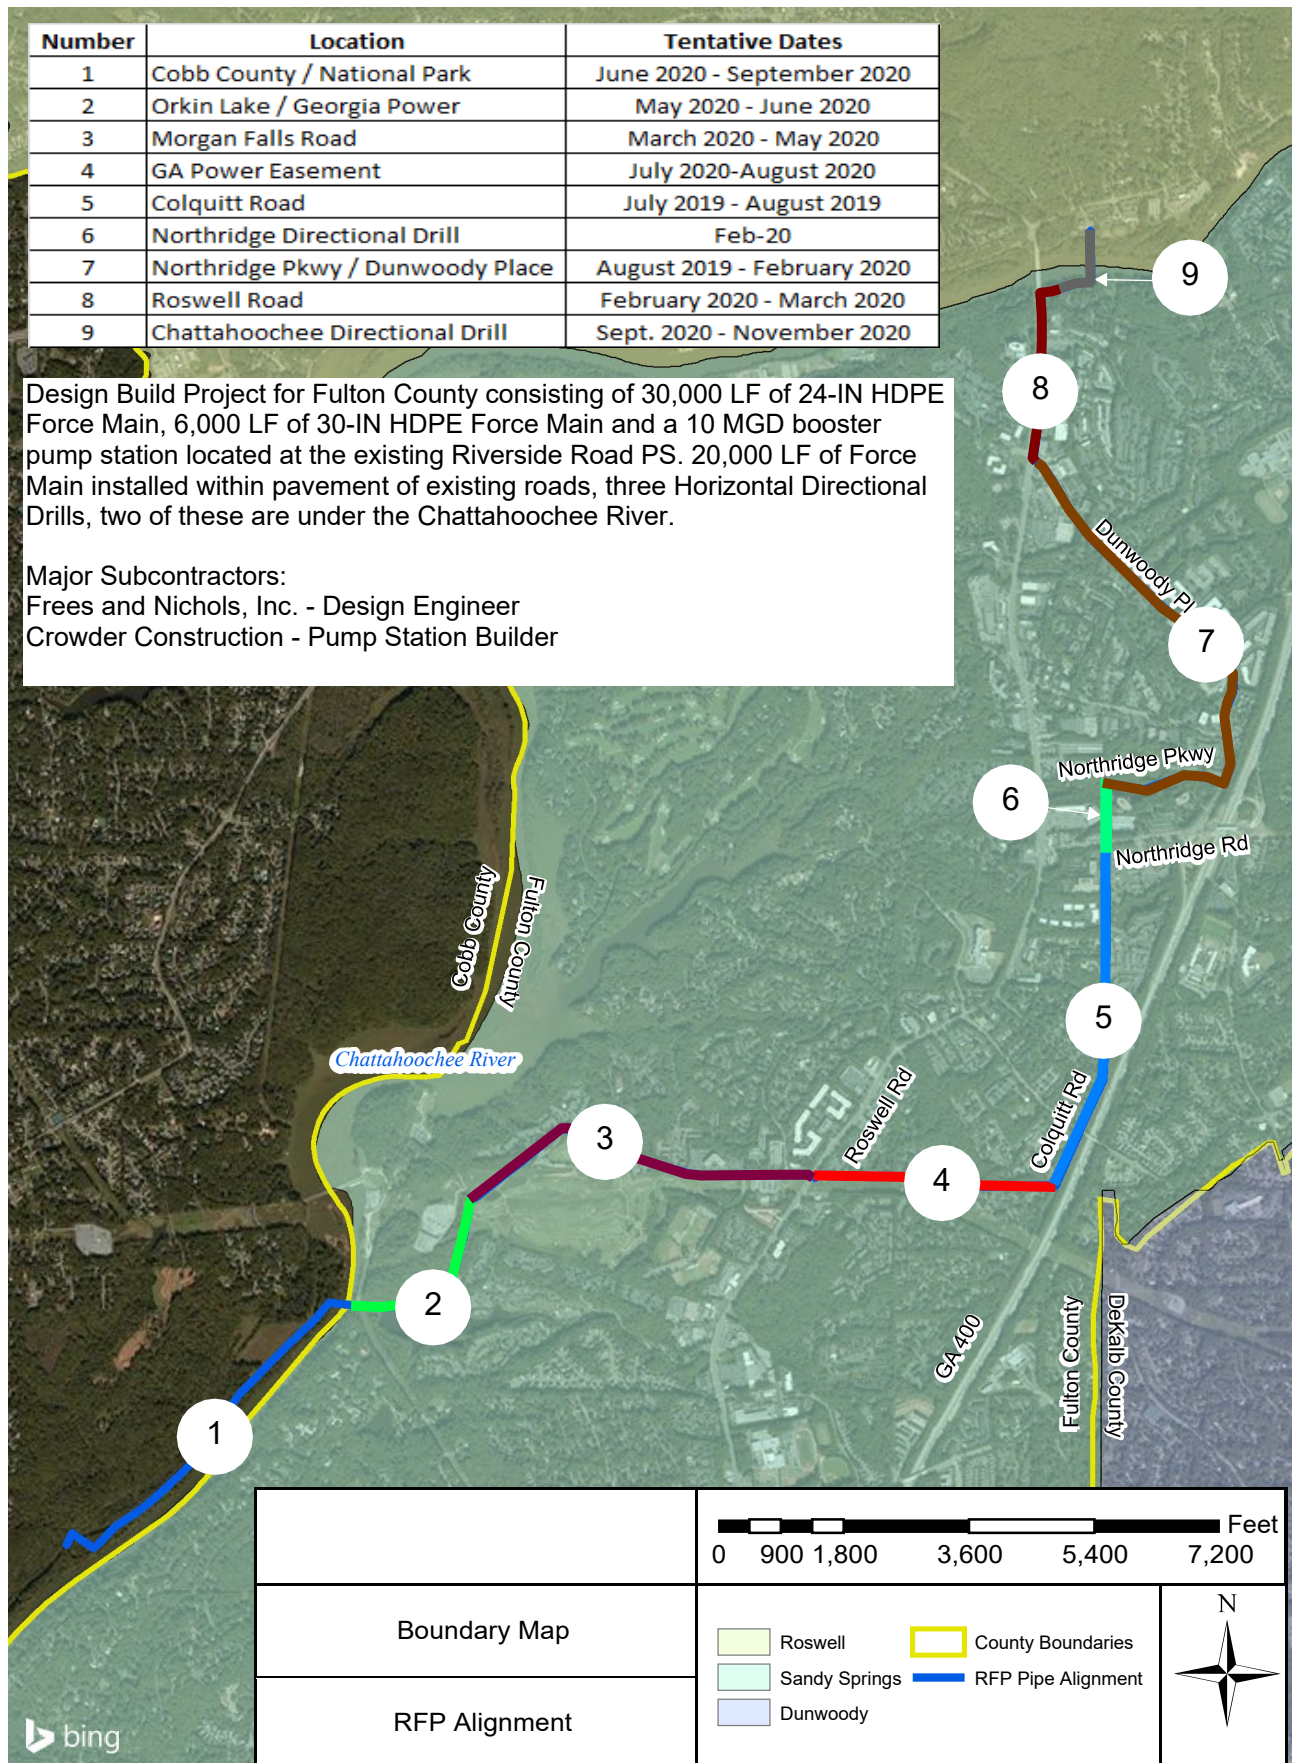 Number Location Tentative Dates
1 Cobb County / National Park June 2020 - September 2020
2 Orkin Lake / Georgia Power May 2020 - June 2020
3 Morgan Falls Road March 2020 - May 2020
4 GA Power Easement July 2020-August 2020
5 Colquitt Road July 2019 - August 2019
6 Northridge Directional Drill Feb-20
7 Northridge Pkwy / Dunwoody Place August 2019 - February 2020
8 Roswell Road February 2020 - March 2020
9 Chattahoochee Directional Drill Sept. 2020 - November 2020
Design Build Project for Fulton County consisting of 30,000 LF of 24-IN HDPE
Force Main, 6,000 LF of 30-IN HDPE Force Main and a 10 MGD booster
pump station located at the existing Riverside Road PS. 20,000 LF of Force
Main installed within pavement of existing roads, three Horizontal Directional
Drills, two of these are under the Chattahoochee River.
Major Subcontractors:
Frees and Nichols, Inc. - Design Engineer
Crowder Construction - Pump Station Builder
9
8
Dunwoody Pl
7
Northridge Pkwy
6
Northridge Rd
Cobb County
Fulton County
5
Chattahoochee River
Roswell Rd
Colquitt Rd
3
4
2
GA 400
Fulton County
DeKalb County
1
Feet
0 900 1,800 3,600 5,400 7,200
Boundary Map
RFP Alignment
Roswell
Sandy Springs
Dunwoody
County Boundaries
RFP Pipe Alignment
N
bing